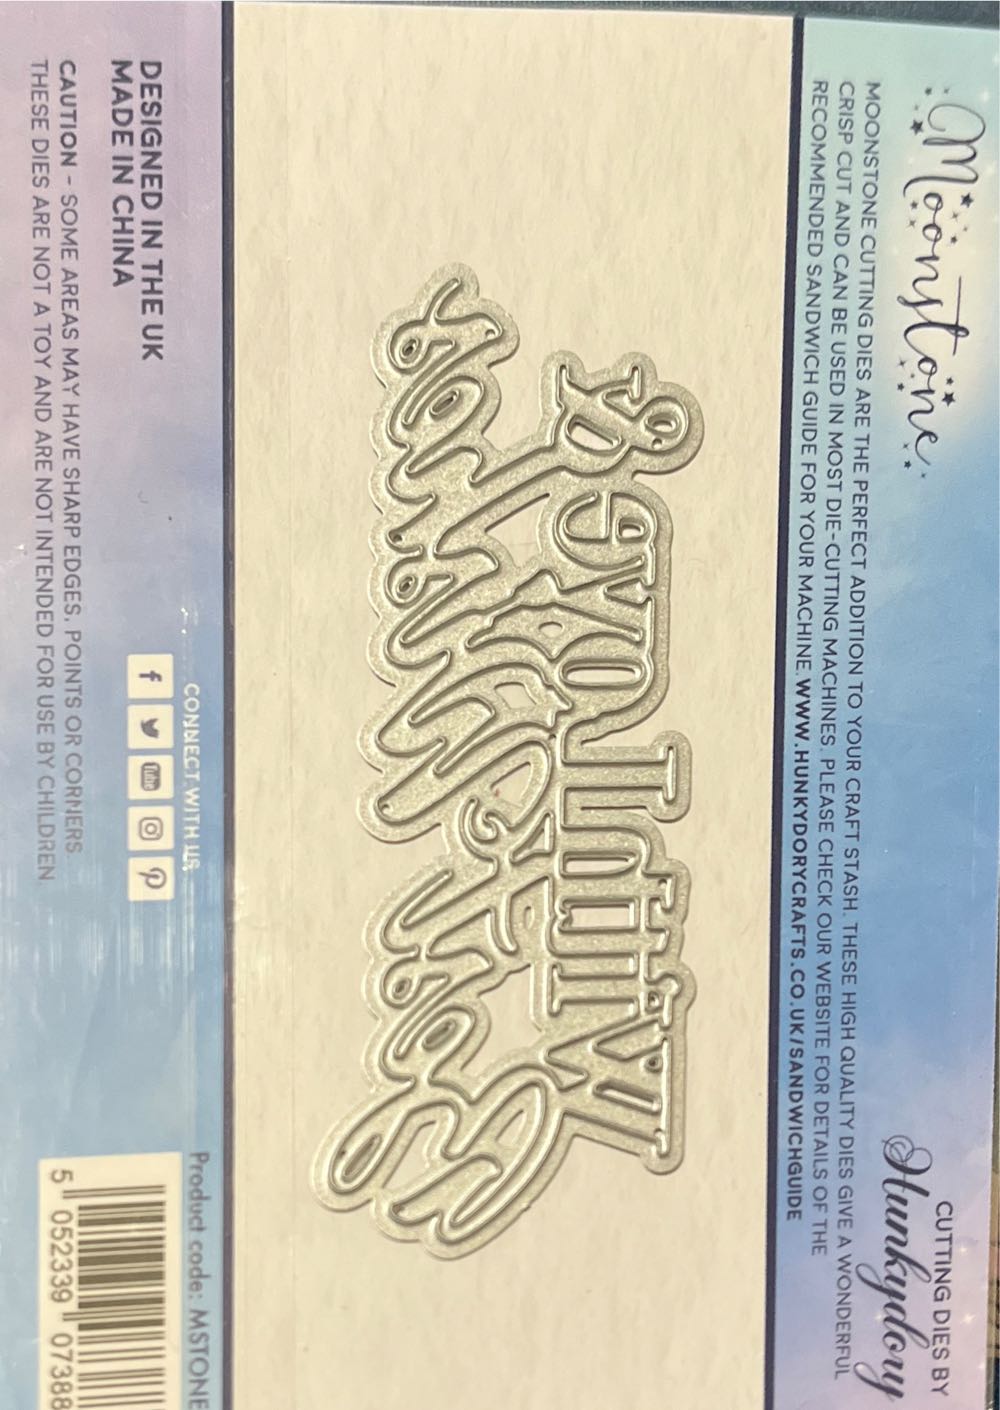 Moonstone
CUTTING DIES BY
Hunkydory
MOONSTONE CUTTING DIES ARE THE PERFECT ADDITION TO YOUR CRAFT STASH. THESE HIGH QUALITY DIES GIVE A WONDERFUL
CRISP CUT AND CAN BE USED IN MOST DIE-CUTTING MACHINES. PLEASE CHECK OUR WEBSITE FOR DETAILS OF THE
RECOMMENDED SANDWICH GUIDE FOR YOUR MACHINE. WWW.HUNKYDORYCRAFTS.CO.UK/SANDWICHGUIDE
CONNECT WITH US
Product code: MSTONE
DESIGNED IN THE UK
MADE IN CHINA
CAUTION - SOME AREAS MAY HAVE SHARP EDGES, POINTS OR CORNERS.
THESE DIES ARE NOT A TOY AND ARE NOT INTENDED FOR USE BY CHILDREN.
5 052339 07388